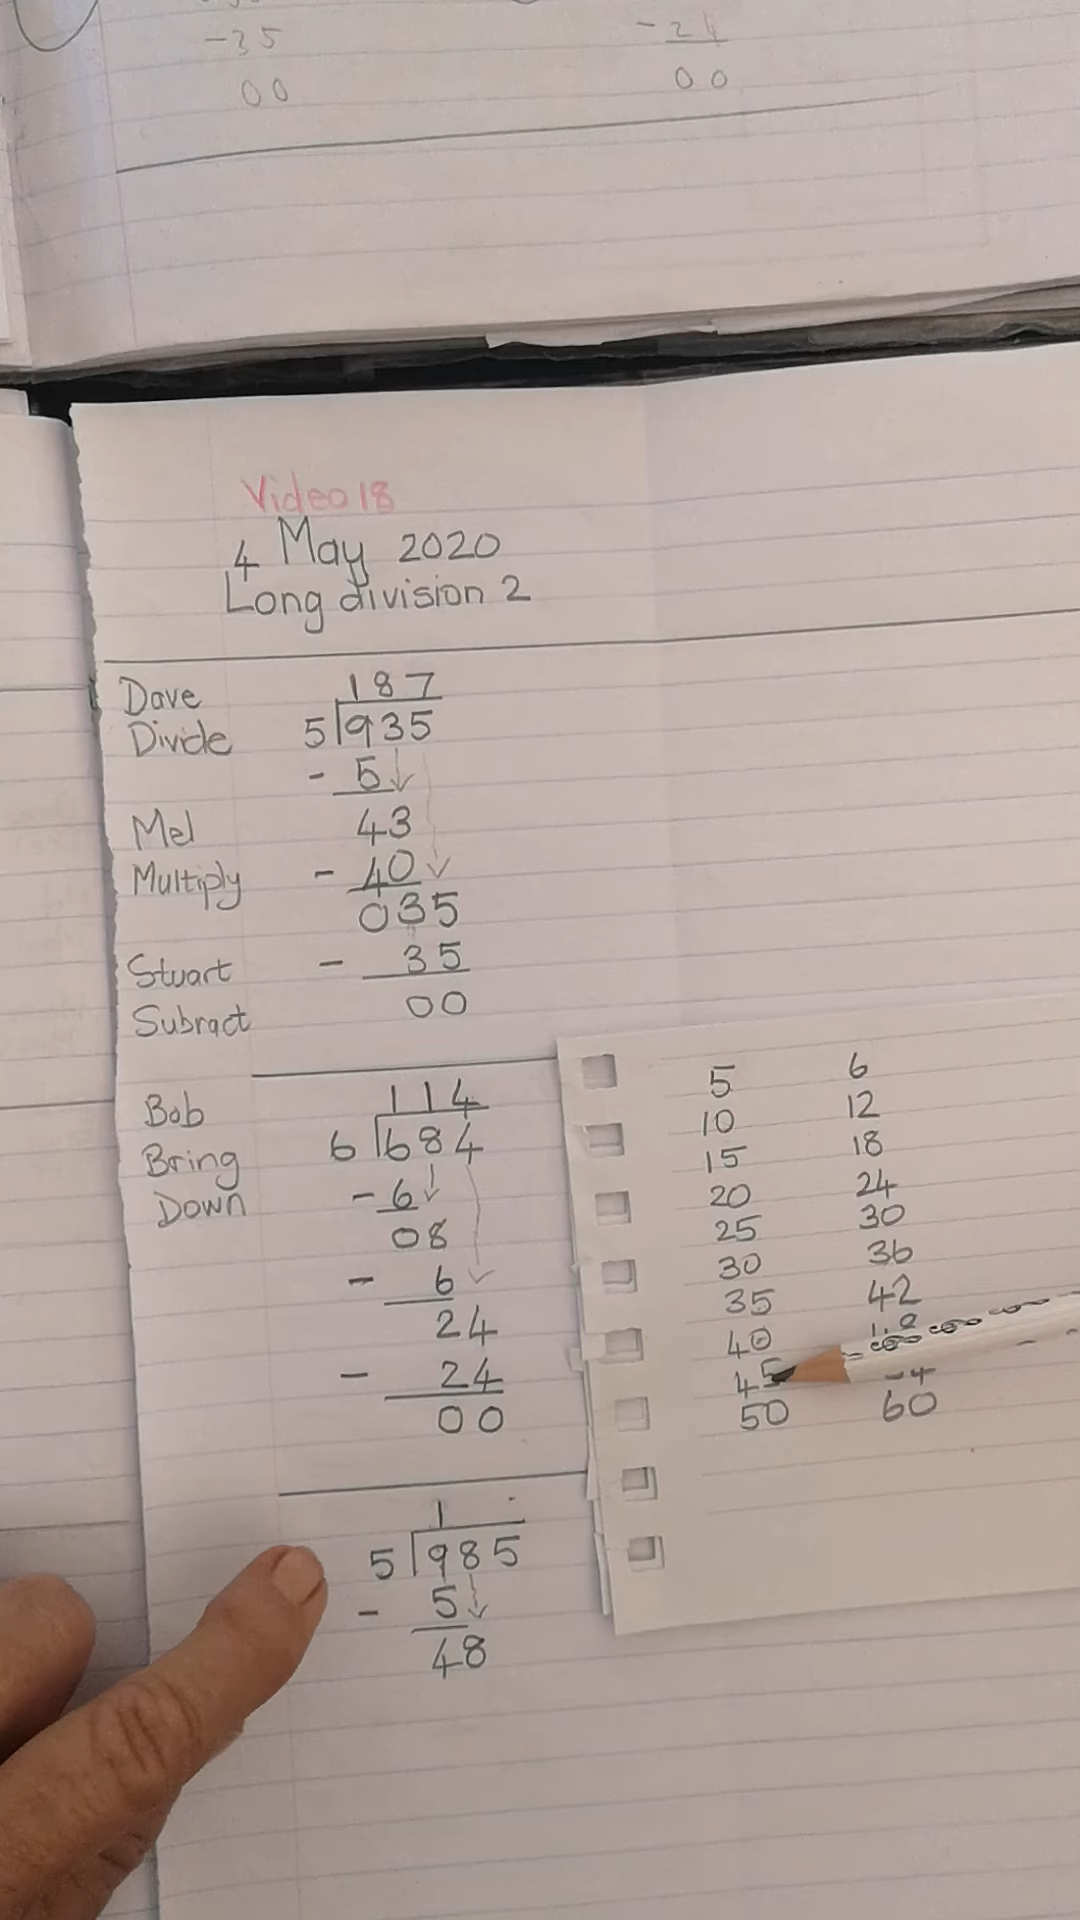 -35
00
-24
00
Video 18
4 May 2020
Long division 2
Dave
Divide
Mel
Multiply
Stuart
Subract
187
5 935
- 5
43
- 40
035
- 35
00
Bob
Bring
Down
114
6 684
- 6
08
- 6
24
- 24
00
1
5 985
- 5
48
5 6
10 12
15 18
20 24
25 30
30 36
35 42
40
45
50 60